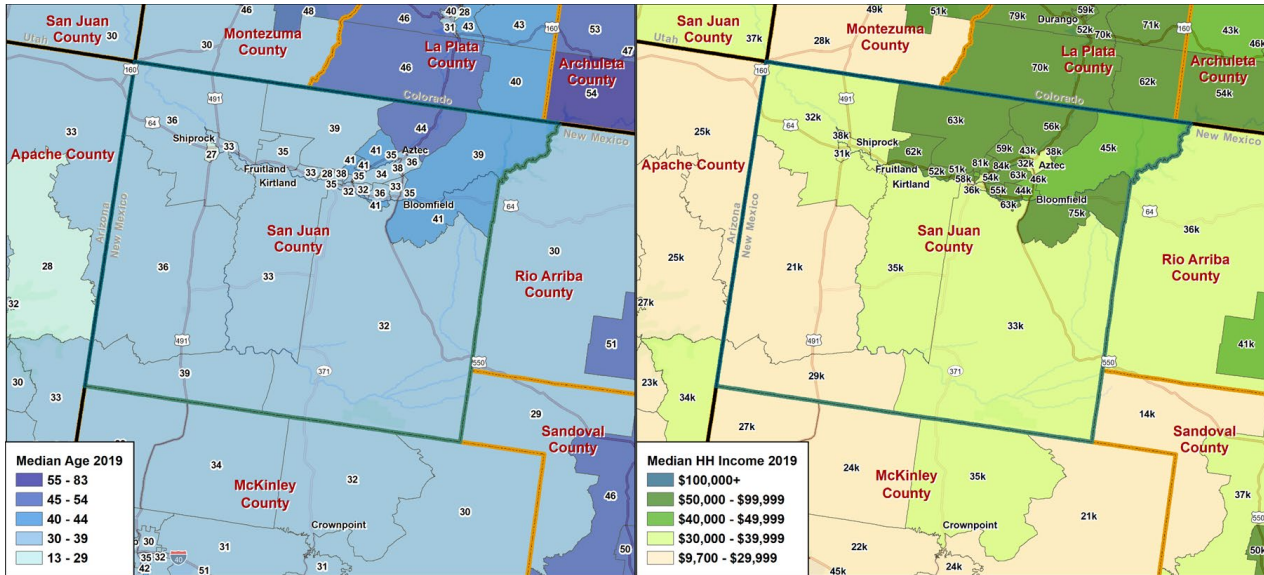 46
48
46
40
28
53
San Juan
County
30
30
Montezuma
County
31
43
43
160
47
Utah
La Plata
County
46
40
Archuleta
County
54
160
Colorado
491
64
36
Shiprock
27
33
39
44
New Mexico
33
Apache County
35
41
35
Aztec
39
36
41
38
Fruitland
33
28
38
35
34
Kirtland
35
32
32
36
33
35
41
Bloomfield
41
64
Arizona
New Mexico
San Juan
County
28
36
33
30
Rio Arriba
County
32
32
491
51
39
371
550
30
33
29
Sandoval
County
34
McKinley
County
32
30
46
Crownpoint
30
35
32
42
40
31
51
31
50
Median Age 2019
55 - 83
45 - 54
40 - 44
30 - 39
13 - 29
San Juan
County
37k
49k
51k
79k
59k
Durango
52k
70k
71k
160
43k
46k
Montezuma
County
28k
Utah
La Plata
County
70k
62k
Archuleta
County
54k
160
Colorado
491
64
32k
38k
Shiprock
31k
63k
56k
New Mexico
25k
Apache County
62k
59k
43k
38k
45k
Aztec
Fruitland
52k
51k
81k
84k
32k
58k
54k
63k
46k
Kirtland
36k
55k
44k
63k
Bloomfield
75k
64
Arizona
New Mexico
San Juan
County
36k
Rio Arriba
County
25k
21k
35k
27k
33k
491
41k
550
29k
371
23k
34k
14k
Sandoval
County
27k
24k
McKinley
County
35k
37k
21k
Crownpoint
550
22k
45k
24k
50k
Median HH Income 2019
$100,000+
$50,000 - $99,999
$40,000 - $49,999
$30,000 - $39,999
$9,700 - $29,999